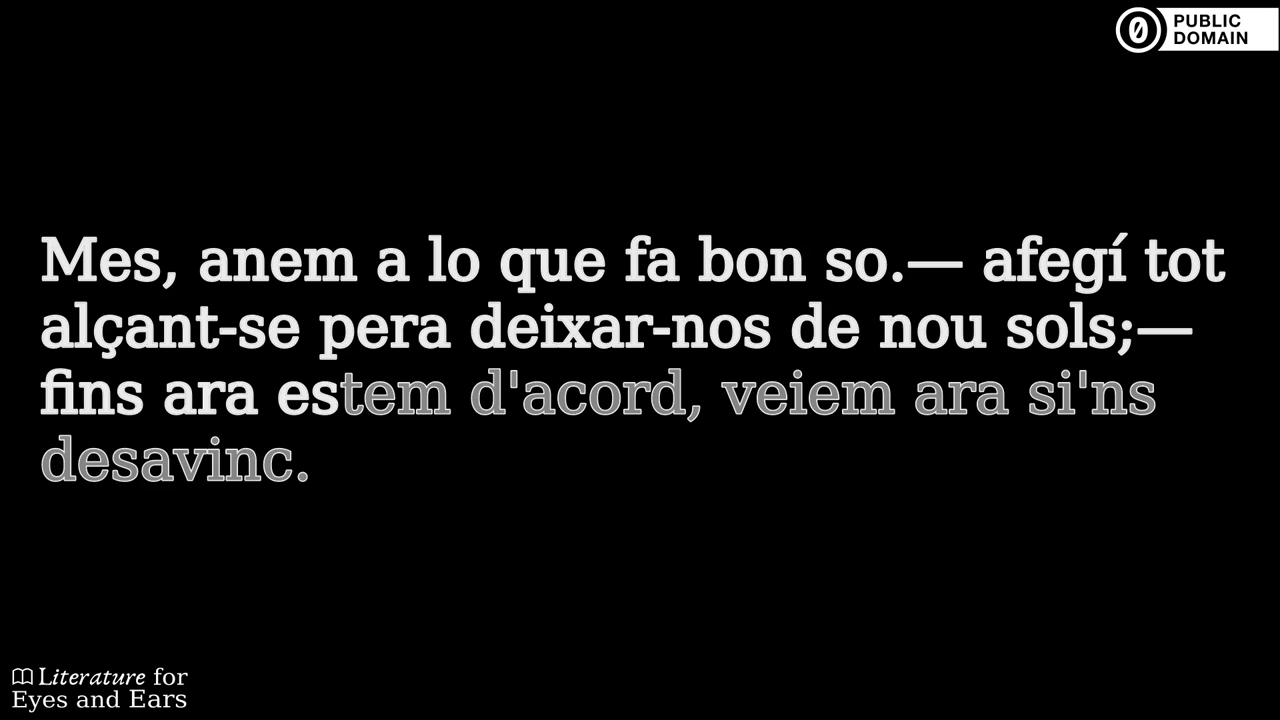 PUBLIC
DOMAIN
Mes, anem a lo que fa bon so.— afegí tot
alçant-se pera deixar-nos de nou sols;—
fins ara estem d'acord, veiem ara si'ns
desavinc.
Literature for
Eyes and Ears